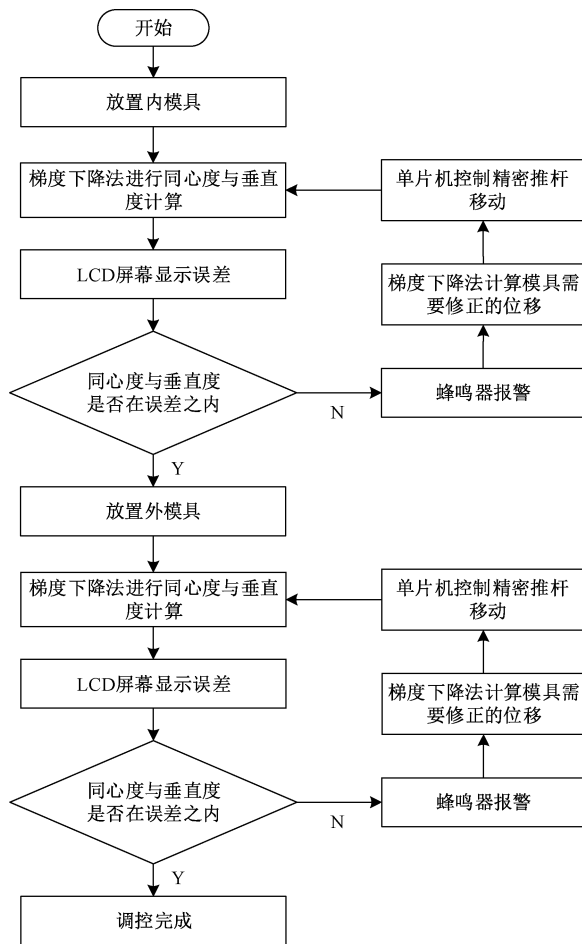 开始
放置内模具
梯度下降法进行同心度与垂直
度计算
单片机控制精密推杆
移动
LCD屏幕显示误差
梯度下降法计算模具需
要修正的位移
同心度与垂直度
是否在误差之内
N
蜂鸣器报警
Y
放置外模具
梯度下降法进行同心度与垂直
度计算
单片机控制精密推杆
移动
LCD屏幕显示误差
梯度下降法计算模具需
要修正的位移
同心度与垂直度
是否在误差之内
N
蜂鸣器报警
Y
调控完成